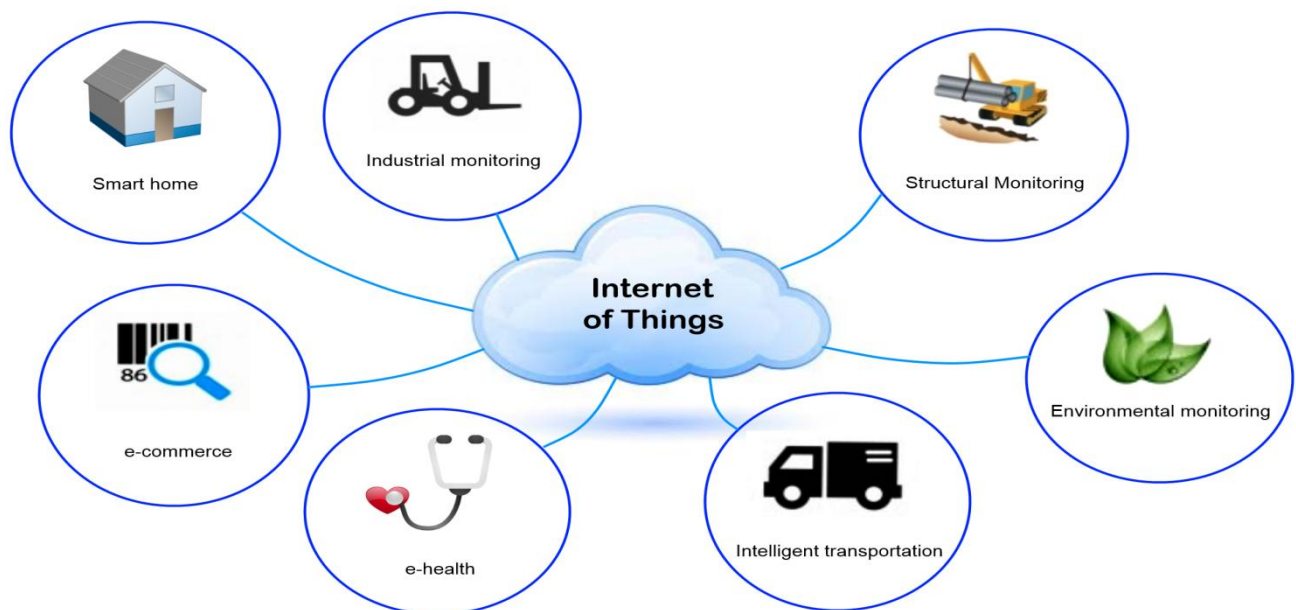 Smart home
Industrial monitoring
Structural Monitoring
Internet
of Things
86
e-commerce
Environmental monitoring
e-health
Intelligent transportation